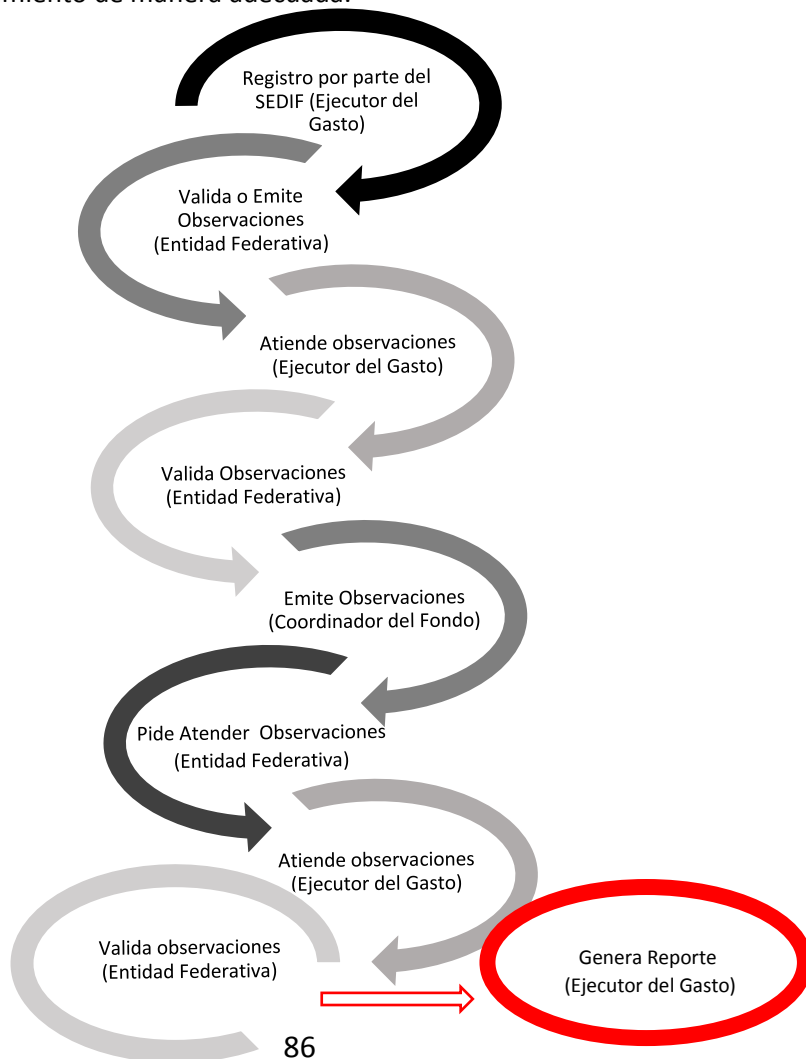 miento de manera adecuada.
Registro por parte del
SEDIF (Ejecutor del
Gasto)
Valida o Emite
Observaciones
(Entidad Federativa)
Atiende observaciones
(Ejecutor del Gasto)
Valida Observaciones
(Entidad Federativa)
Emite Observaciones
(Coordinador del Fondo)
Pide Atender  Observaciones
(Entidad Federativa)
Atiende observaciones
(Ejecutor del Gasto)
Valida observaciones
(Entidad Federativa)
Genera Reporte
(Ejecutor del Gasto)
86